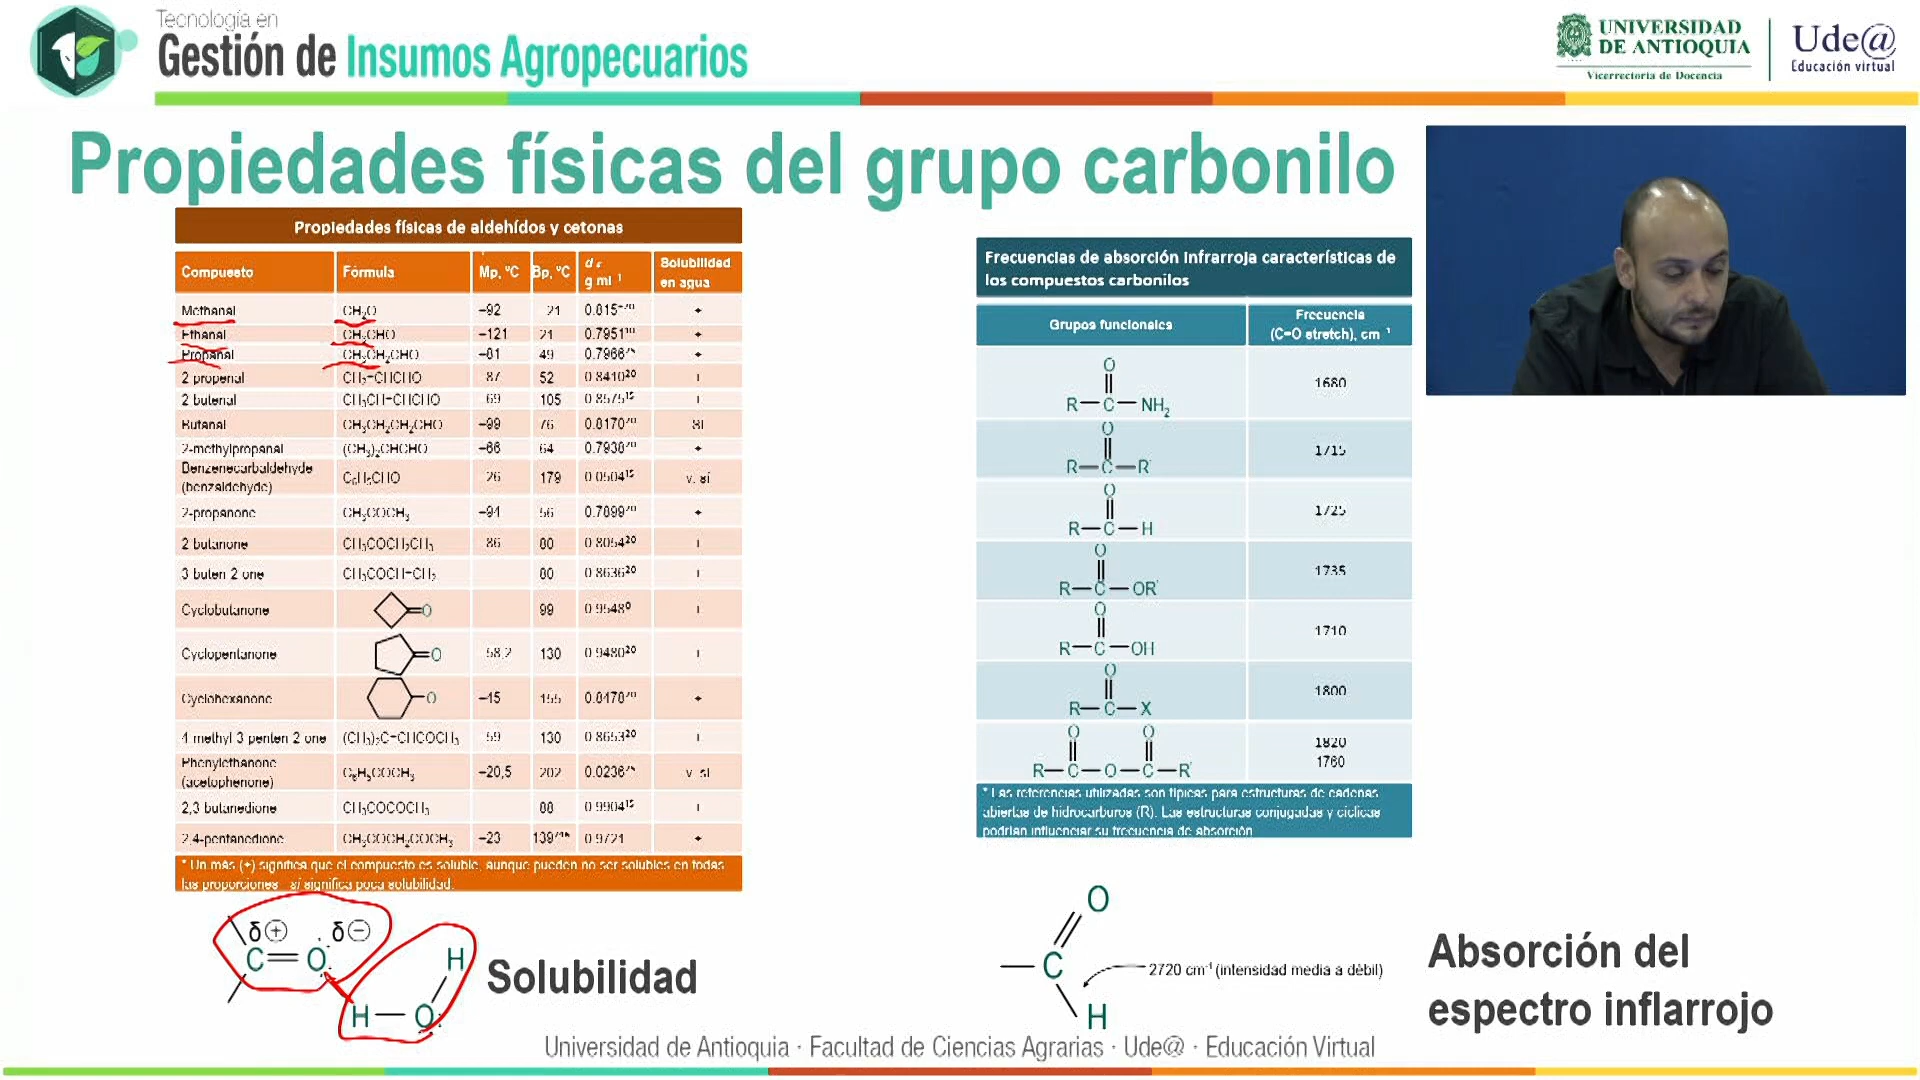 Tecnología en
Gestión de Insumos Agropecuarios
UNIVERSIDAD
DE ANTIOQUIA
Vicerrectoría de Docencia
Ude@
Educación virtual
Propiedades físicas del grupo carbonilo
Propiedades físicas de aldehídos y cetonas
Compuesto Fórmula Mp, °C Bp, °C g ml⁻¹ Solubilidad en agua
Methanal CH₂O –92 21 0.815 +
Ethanal CH₃CHO –121 21 0.7951 +
Propanal CH₃CH₂CHO –81 49 0.7966 +
2 propenal CH₂=CHCHO 87 52 0.8410²⁰
2 butenal CH₃CH=CHCHO 69 105 0.8575¹⁵
Butanal CH₃CH₂CH₂CHO –99 76 0.8170²⁰ sl
2-methylpropanal (CH₃)₂CHCHO –66 64 0.7938²⁰ +
Benzenecarbaldehyde
(benzaldehyde) C₆H₅CHO 26 179 0.0504¹⁵ v. sí
2-propanone CH₃COCH₃ –94 56 0.7899²⁰ +
2 butanone CH₃COCH₂CH₃ 86 80 0.8054²⁰
3 buten 2 one CH₃COCH=CH₂ 80 0.8636²⁰
Cyclobutanone O 99 0.9548⁰
Cyclopentanone O 58,2 130 0.9480²⁰
Cyclohexanone O –45 155 0.8478²⁰ +
4 methyl 3 penten 2 one (CH₃)₂C=CHCOCH₃ 59 130 0.8653²⁰
Phenylethanone
(acetophenone) C₆H₅COCH₃ –20,5 202 0.0236 v sl
2,3 butanedione CH₃COCOCH₃ 88 0.9904¹⁵
2,4-pentanedione CH₃COCH₂COCH₃ –23 139 0.9721 +
* Un más (+) significa que el compuesto es soluble, aunque pueden no ser solubles en todas
las proporciones sí significa poca solubilidad.
Frecuencias de absorción infrarroja características de
los compuestos carbonilos
Grupos funcionales Frecuencia
(C=O stretch), cm⁻¹
O
R—C—NH₂ 1680
O
R—C—R' 1715
O
R—C—H 1725
O
R—C—OR' 1735
O
R—C—OH 1710
O
R—C—X 1800
O O
R—C—O—C—R' 1820
1760
* Las referencias utilizadas son típicas para estructuras de cadenas
abiertas de hidrocarburos (R). Las estructuras conjugadas y cíclicas
podrían influenciar su frecuencia de absorción
δ⊕ δ⊖
C=O
H
H—O
Solubilidad
O
C
H
2720 cm⁻¹ (intensidad media a débil)
Absorción del
espectro inflarrojo
Universidad de Antioquia · Facultad de Ciencias Agrarias · Ude@ · Educación Virtual